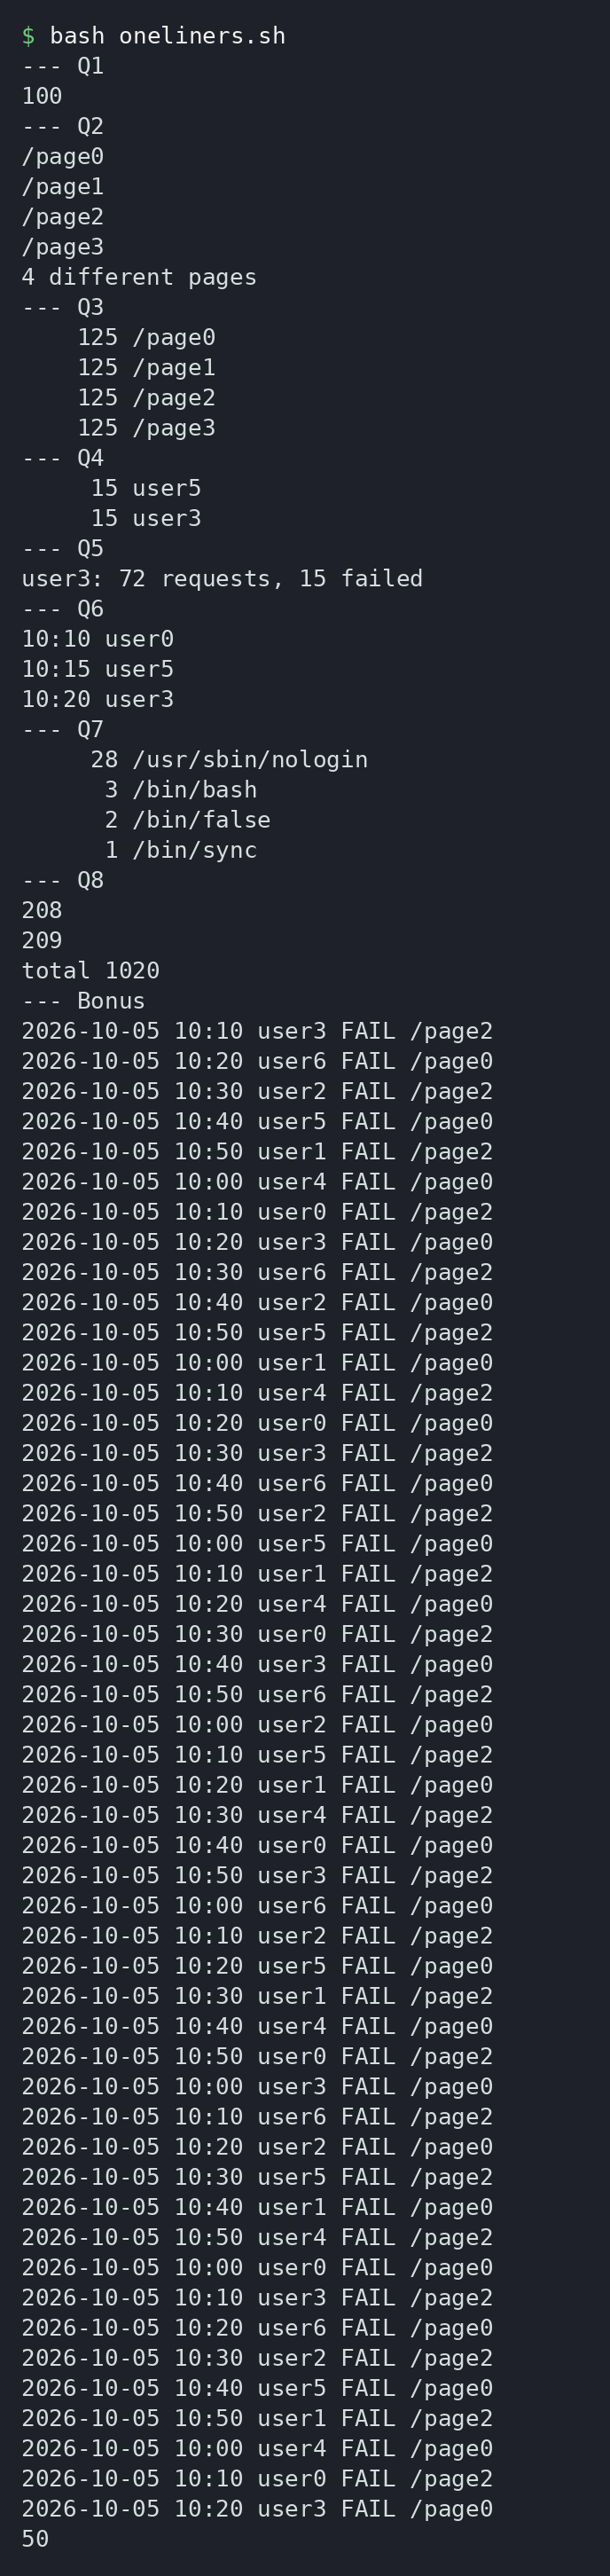 $ bash oneliners.sh
--- Q1
100
--- Q2
/page0
/page1
/page2
/page3
4 different pages
--- Q3
    125 /page0
    125 /page1
    125 /page2
    125 /page3
--- Q4
     15 user5
     15 user3
--- Q5
user3: 72 requests, 15 failed
--- Q6
10:10 user0
10:15 user5
10:20 user3
--- Q7
     28 /usr/sbin/nologin
      3 /bin/bash
      2 /bin/false
      1 /bin/sync
--- Q8
208
209
total 1020
--- Bonus
2026-10-05 10:10 user3 FAIL /page2
2026-10-05 10:20 user6 FAIL /page0
2026-10-05 10:30 user2 FAIL /page2
2026-10-05 10:40 user5 FAIL /page0
2026-10-05 10:50 user1 FAIL /page2
2026-10-05 10:00 user4 FAIL /page0
2026-10-05 10:10 user0 FAIL /page2
2026-10-05 10:20 user3 FAIL /page0
2026-10-05 10:30 user6 FAIL /page2
2026-10-05 10:40 user2 FAIL /page0
2026-10-05 10:50 user5 FAIL /page2
2026-10-05 10:00 user1 FAIL /page0
2026-10-05 10:10 user4 FAIL /page2
2026-10-05 10:20 user0 FAIL /page0
2026-10-05 10:30 user3 FAIL /page2
2026-10-05 10:40 user6 FAIL /page0
2026-10-05 10:50 user2 FAIL /page2
2026-10-05 10:00 user5 FAIL /page0
2026-10-05 10:10 user1 FAIL /page2
2026-10-05 10:20 user4 FAIL /page0
2026-10-05 10:30 user0 FAIL /page2
2026-10-05 10:40 user3 FAIL /page0
2026-10-05 10:50 user6 FAIL /page2
2026-10-05 10:00 user2 FAIL /page0
2026-10-05 10:10 user5 FAIL /page2
2026-10-05 10:20 user1 FAIL /page0
2026-10-05 10:30 user4 FAIL /page2
2026-10-05 10:40 user0 FAIL /page0
2026-10-05 10:50 user3 FAIL /page2
2026-10-05 10:00 user6 FAIL /page0
2026-10-05 10:10 user2 FAIL /page2
2026-10-05 10:20 user5 FAIL /page0
2026-10-05 10:30 user1 FAIL /page2
2026-10-05 10:40 user4 FAIL /page0
2026-10-05 10:50 user0 FAIL /page2
2026-10-05 10:00 user3 FAIL /page0
2026-10-05 10:10 user6 FAIL /page2
2026-10-05 10:20 user2 FAIL /page0
2026-10-05 10:30 user5 FAIL /page2
2026-10-05 10:40 user1 FAIL /page0
2026-10-05 10:50 user4 FAIL /page2
2026-10-05 10:00 user0 FAIL /page0
2026-10-05 10:10 user3 FAIL /page2
2026-10-05 10:20 user6 FAIL /page0
2026-10-05 10:30 user2 FAIL /page2
2026-10-05 10:40 user5 FAIL /page0
2026-10-05 10:50 user1 FAIL /page2
2026-10-05 10:00 user4 FAIL /page0
2026-10-05 10:10 user0 FAIL /page2
2026-10-05 10:20 user3 FAIL /page0
50